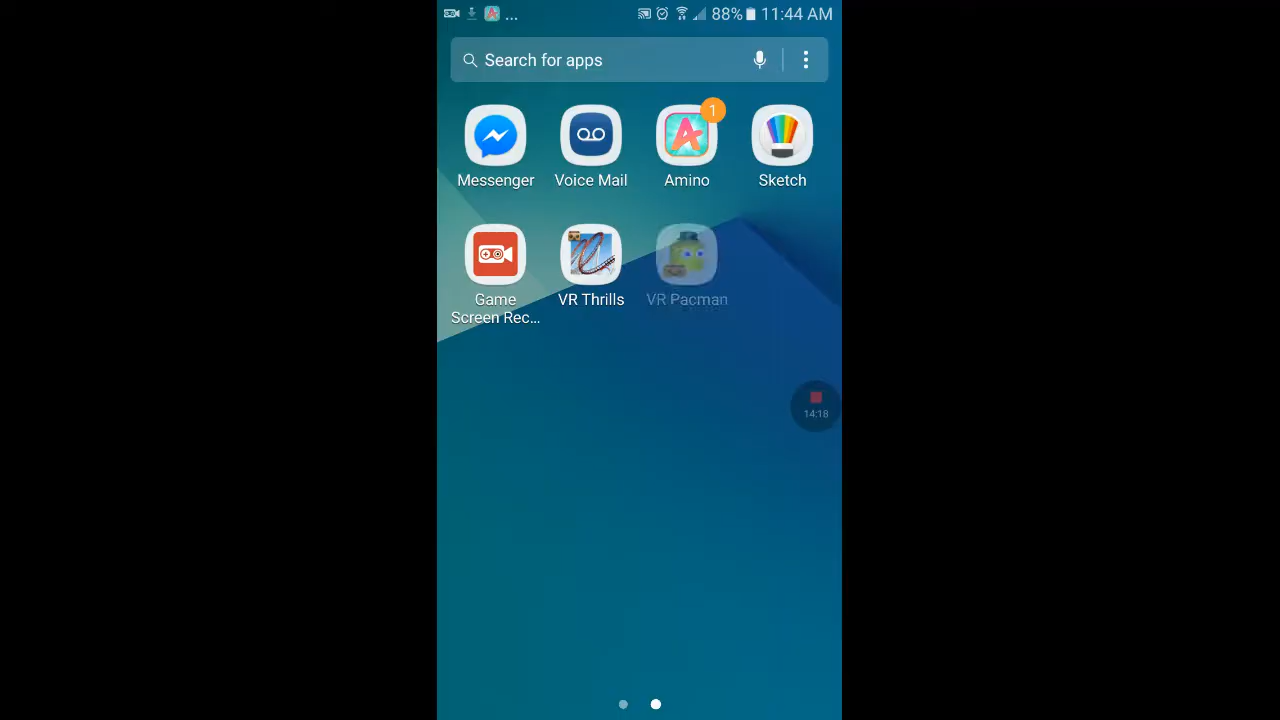 ... 88% 11:44 AM
Search for apps
1
Messenger Voice Mail Amino Sketch
Game
Screen Rec... VR Thrills VR Pacman
14:18